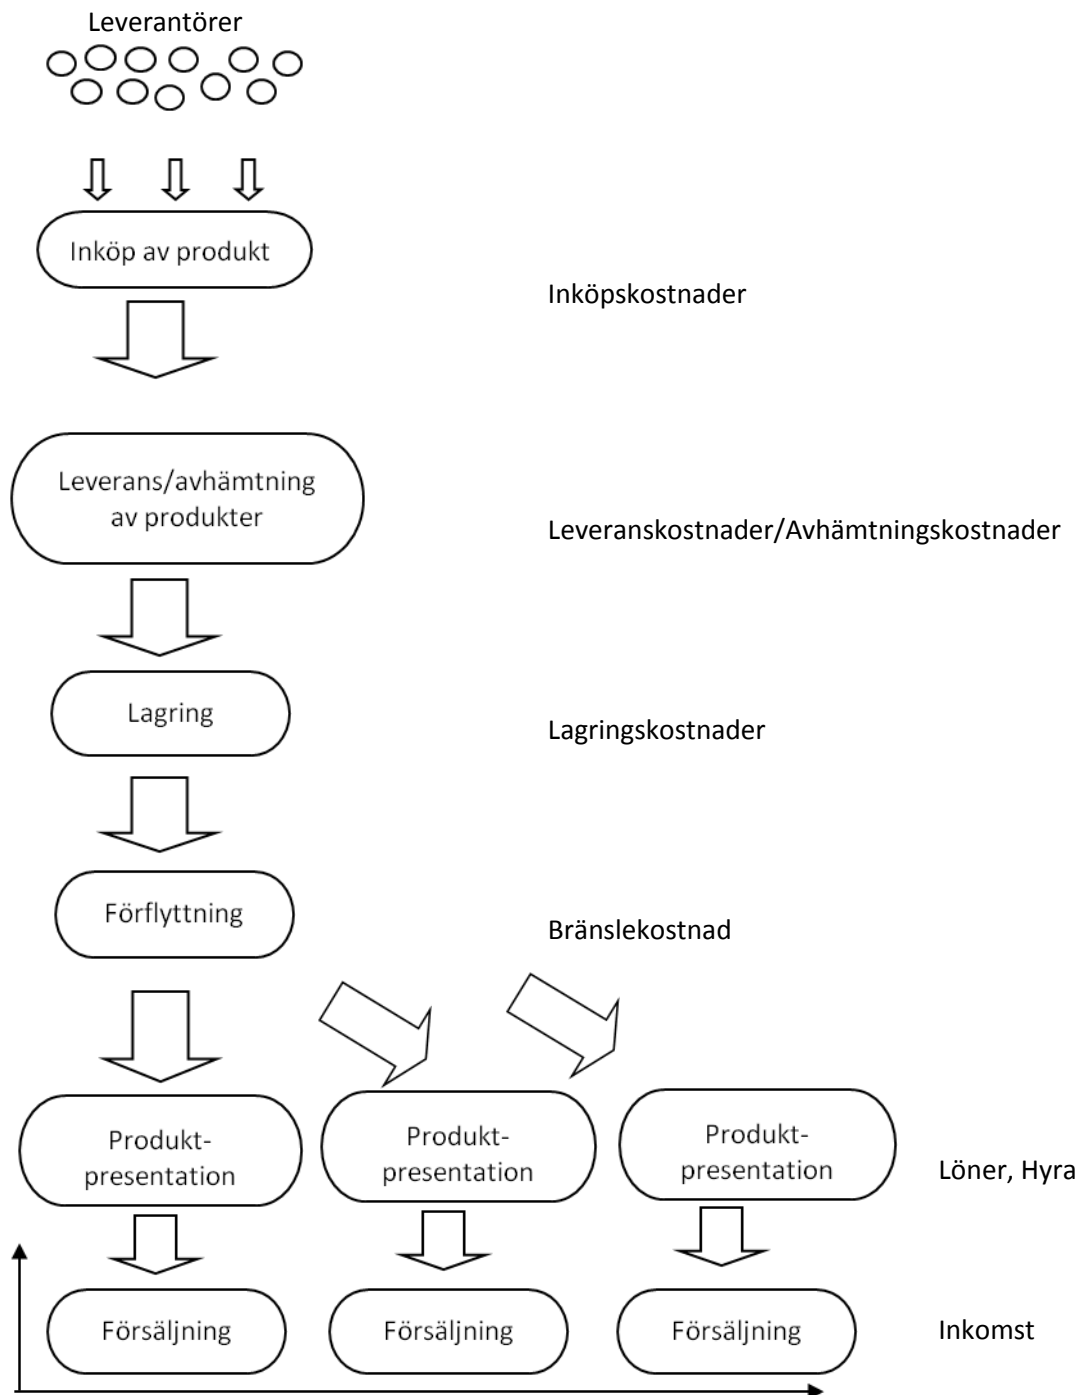 Leverantörer
Inköp av produkt
Inköpskostnader
Leverans/avhämtning
av produkter
Leveranskostnader/Avhämtningskostnader
Lagring
Lagringskostnader
Förflyttning
Bränslekostnad
Produkt-
presentation
Produkt-
presentation
Produkt-
presentation
Löner, Hyra
Försäljning
Försäljning
Försäljning
Inkomst